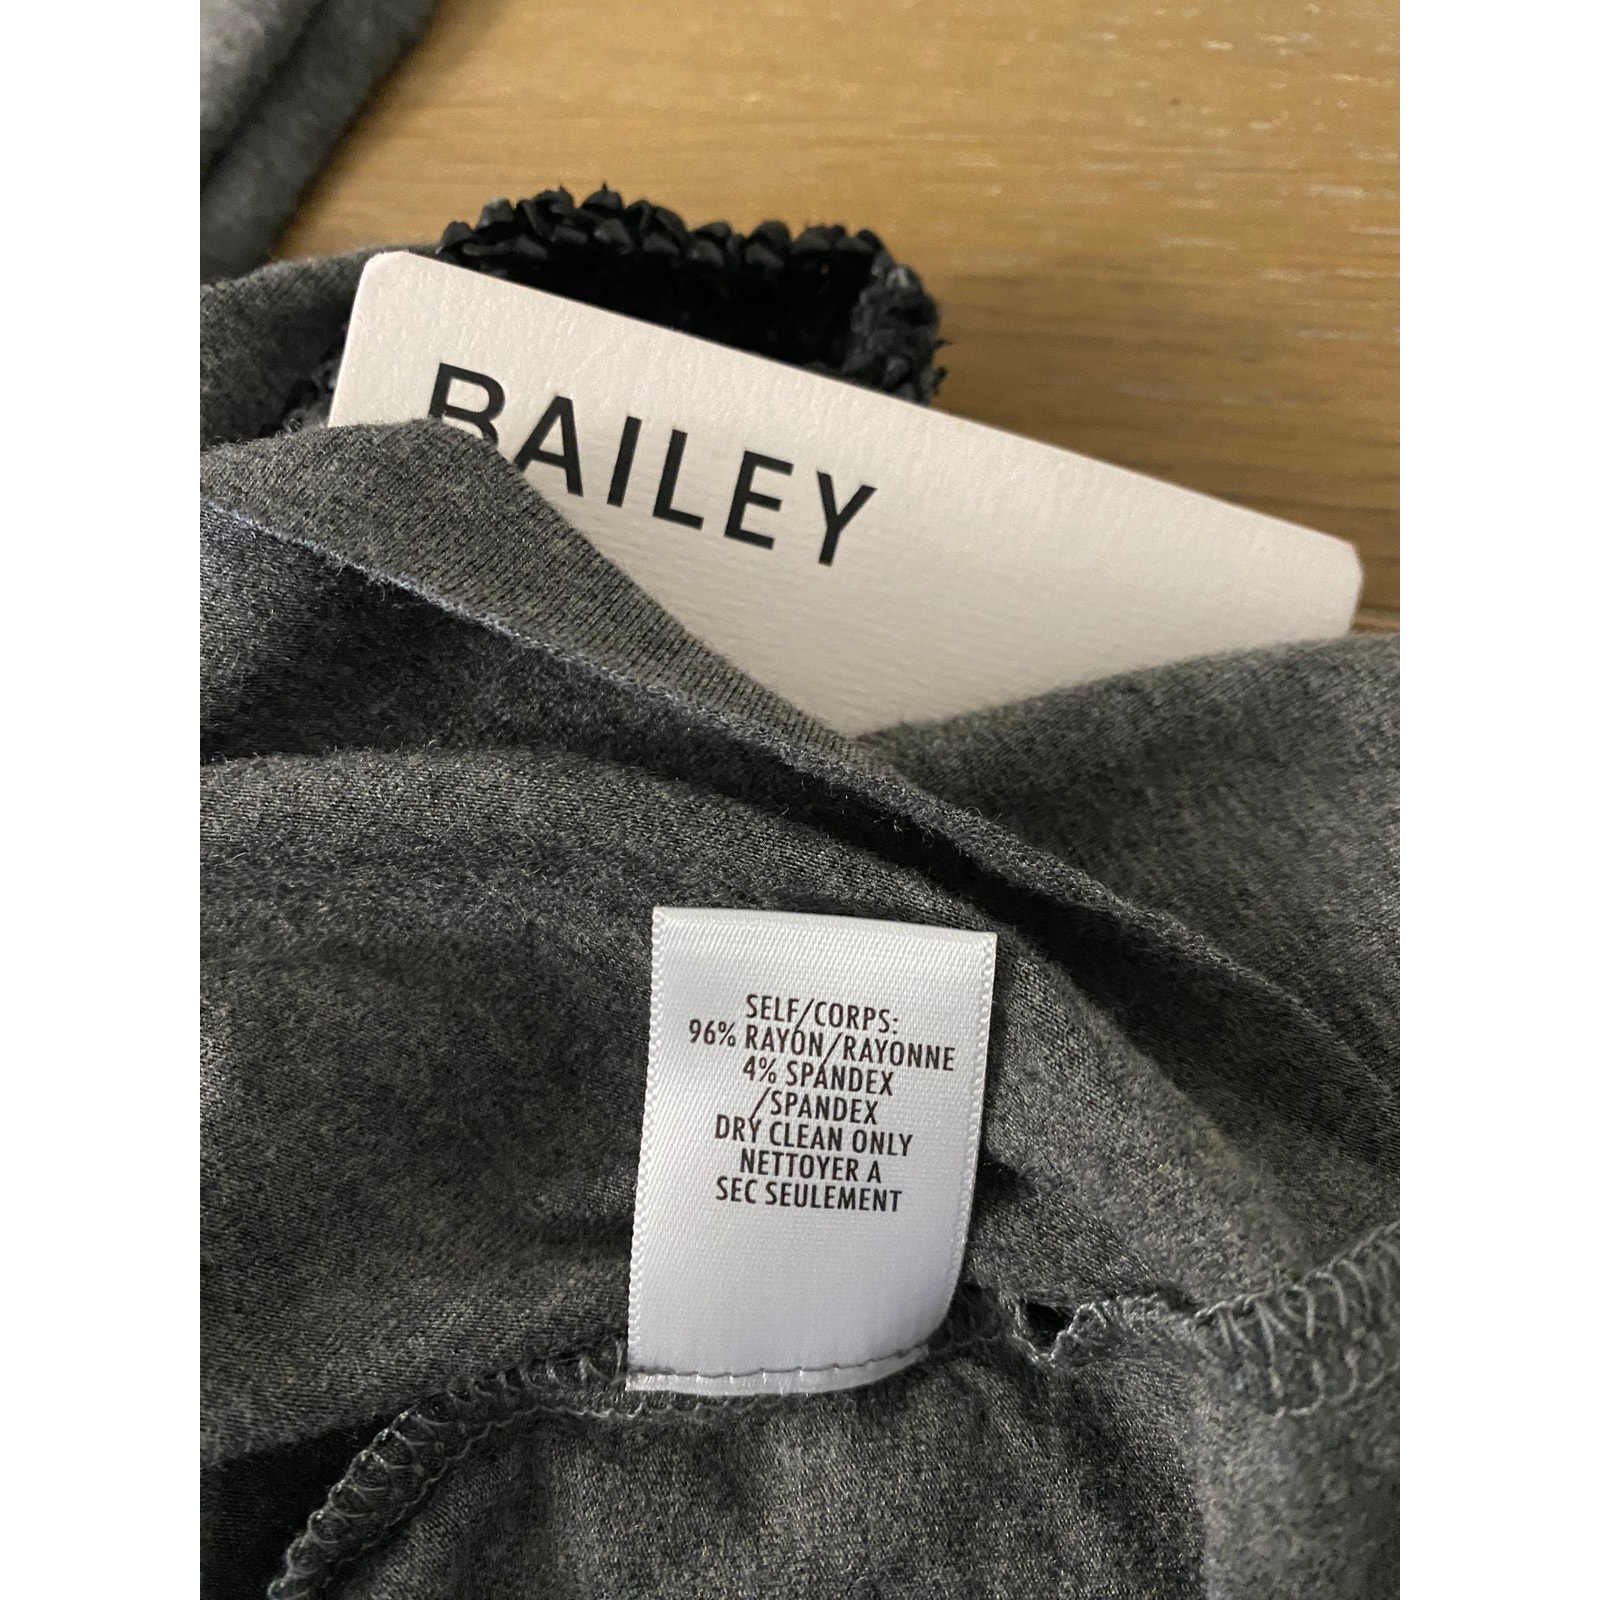 BAILEY
SELF/CORPS:
96% RAYON/RAYONNE
4% SPANDEX
/SPANDEX
DRY CLEAN ONLY
NETTOYER A
SEC SEULEMENT